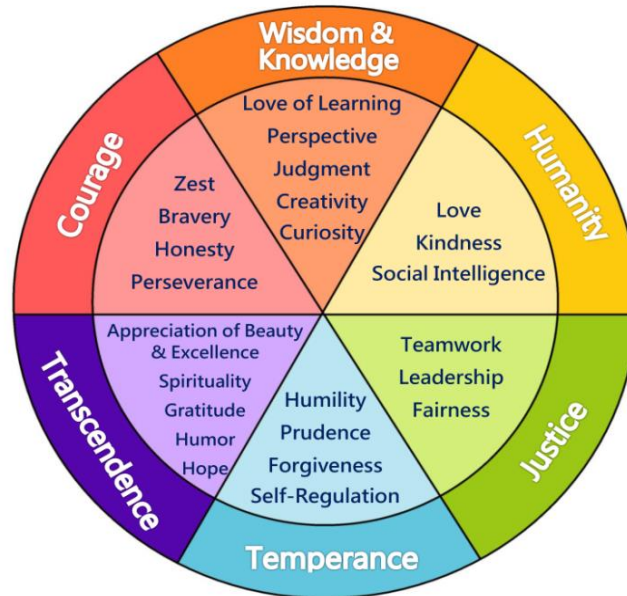 Wisdom &
Knowledge
Love of Learning
Perspective
Judgment
Creativity
Curiosity
Humanity
Love
Kindness
Social Intelligence
Justice
Teamwork
Leadership
Fairness
Temperance
Humility
Prudence
Forgiveness
Self-Regulation
Transcendence
Appreciation of Beauty
& Excellence
Spirituality
Gratitude
Humor
Hope
Courage
Zest
Bravery
Honesty
Perseverance